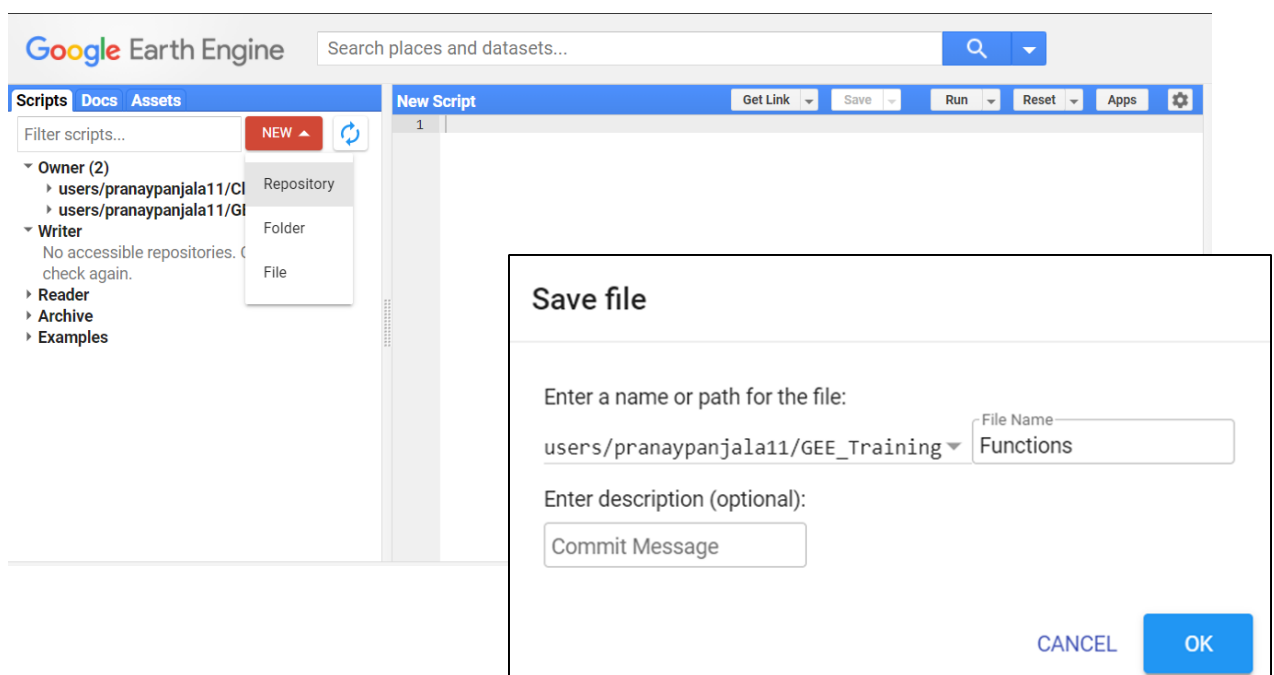 Google Earth Engine
Search places and datasets...
Scripts Docs Assets
Filter scripts...
NEW
Owner (2)
users/pranaypanjala11/Cl
users/pranaypanjala11/GE
Writer
No accessible repositories.
check again.
Reader
Archive
Examples
Repository
Folder
File
New Script
Get Link
Save
Run
Reset
Apps
1
Save file
Enter a name or path for the file:
users/pranaypanjala11/GEE_Training
File Name
Functions
Enter description (optional):
Commit Message
CANCEL
OK